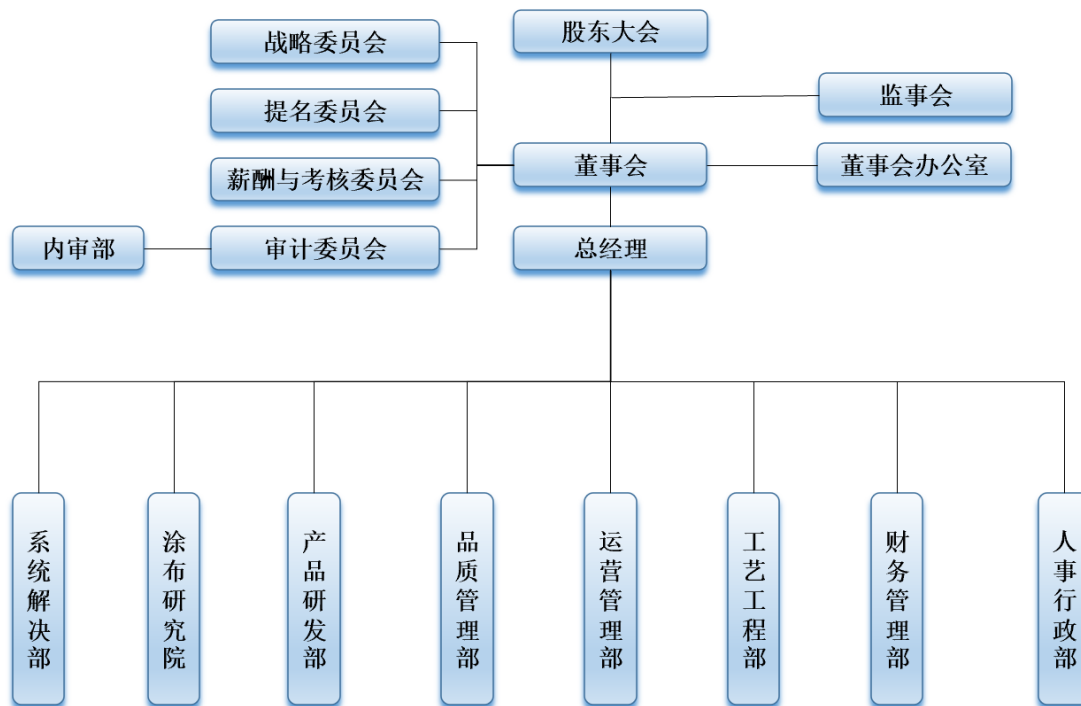 股东大会
战略委员会
监事会
提名委员会
董事会
董事会办公室
薪酬与考核委员会
内审部
审计委员会
总经理
系统解决部
涂布研究院
产品研发部
品质管理部
运营管理部
工艺工程部
财务管理部
人事行政部